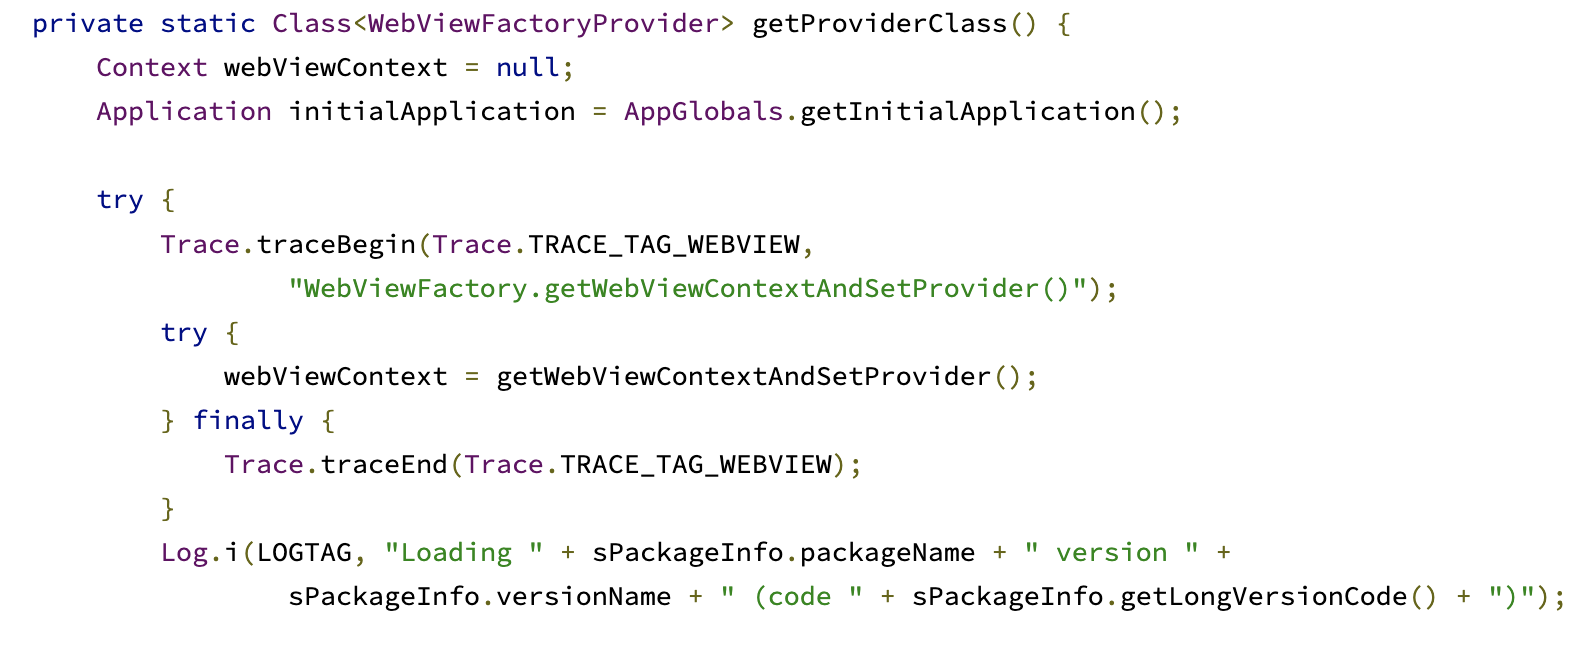 private static Class<WebViewFactoryProvider> getProviderClass() {
    Context webViewContext = null;
    Application initialApplication = AppGlobals.getInitialApplication();

    try {
        Trace.traceBegin(Trace.TRACE_TAG_WEBVIEW,
                "WebViewFactory.getWebViewContextAndSetProvider()");
        try {
            webViewContext = getWebViewContextAndSetProvider();
        } finally {
            Trace.traceEnd(Trace.TRACE_TAG_WEBVIEW);
        }
        Log.i(LOGTAG, "Loading " + sPackageInfo.packageName + " version " +
                sPackageInfo.versionName + " (code " + sPackageInfo.getLongVersionCode() + ")");